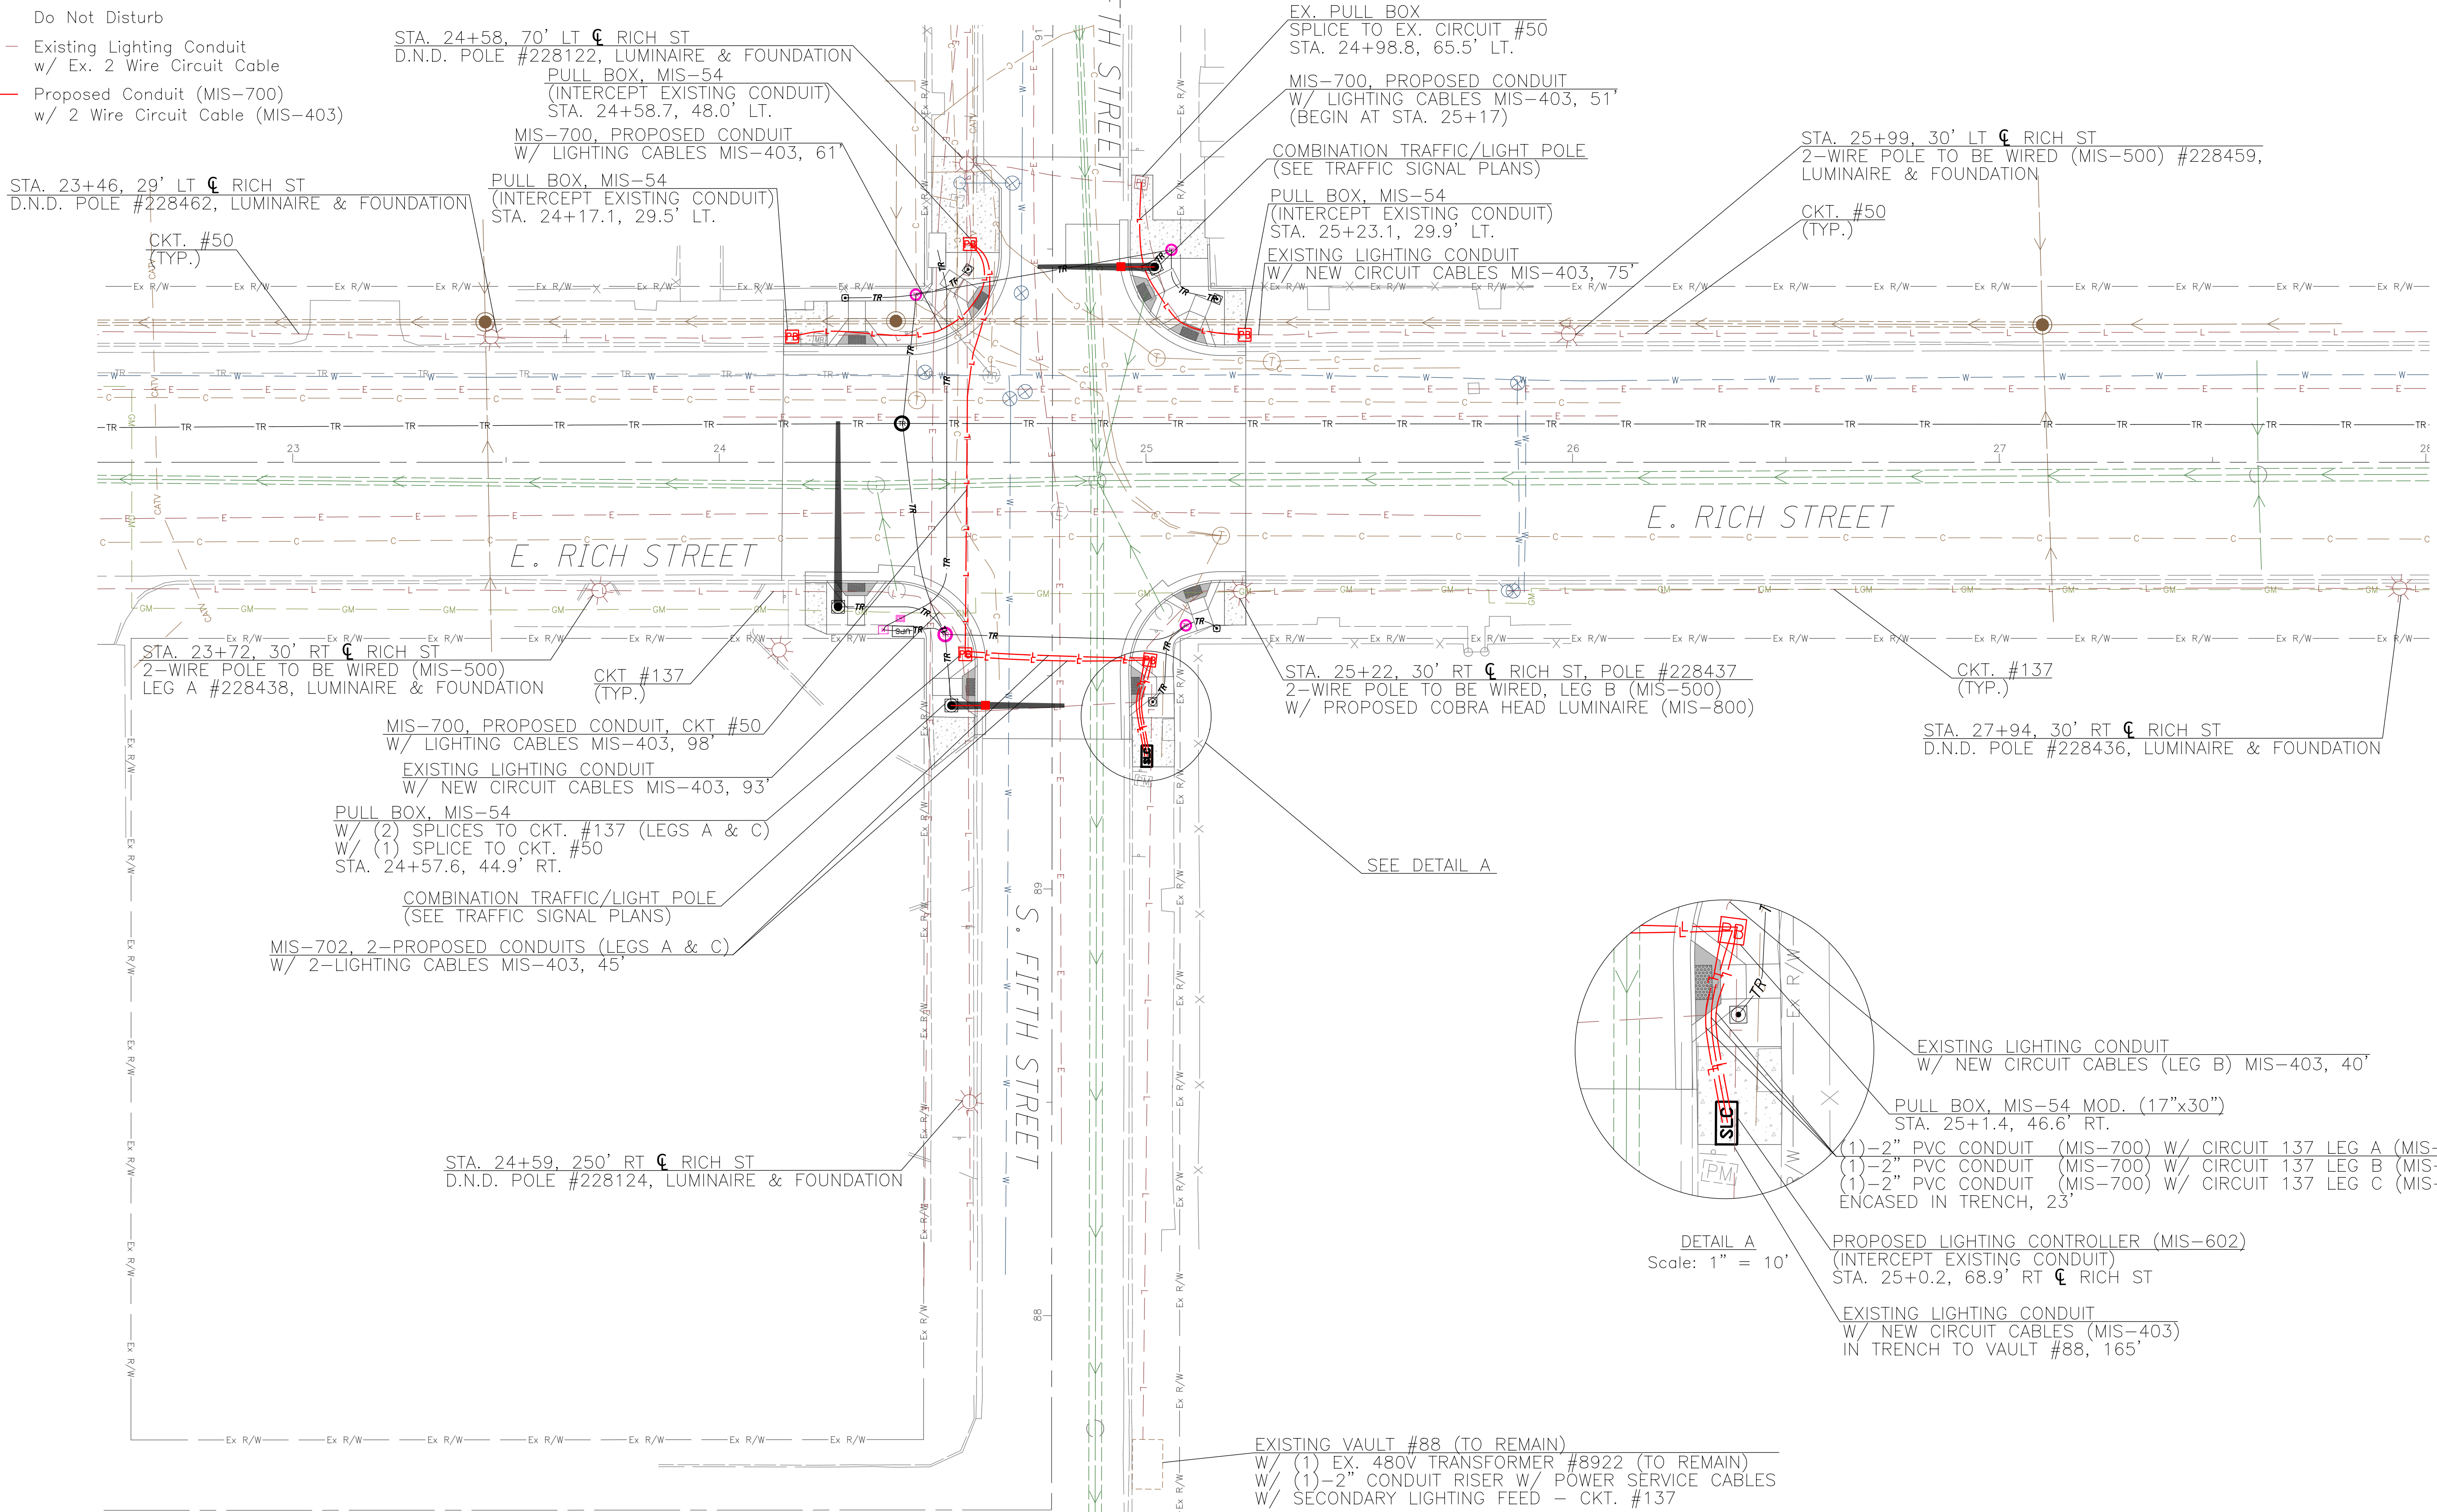 Do Not Disturb
Existing Lighting Conduit
w/ Ex. 2 Wire Circuit Cable
Proposed Conduit (MIS-700)
w/ 2 Wire Circuit Cable (MIS-403)
STA. 24+58, 70' LT ℄ RICH ST
D.N.D. POLE #228122, LUMINAIRE & FOUNDATION
PULL BOX, MIS-54
(INTERCEPT EXISTING CONDUIT)
STA. 24+58.7, 48.0' LT.
MIS-700, PROPOSED CONDUIT
W/ LIGHTING CABLES MIS-403, 61'
STA. 23+46, 29' LT ℄ RICH ST
D.N.D. POLE #228462, LUMINAIRE & FOUNDATION
PULL BOX, MIS-54
(INTERCEPT EXISTING CONDUIT)
STA. 24+17.1, 29.5' LT.
CKT. #50
(TYP.)
TH STREET
91
EX. PULL BOX
SPLICE TO EX. CIRCUIT #50
STA. 24+98.8, 65.5' LT.
MIS-700, PROPOSED CONDUIT
W/ LIGHTING CABLES MIS-403, 51'
(BEGIN AT STA. 25+17)
COMBINATION TRAFFIC/LIGHT POLE
(SEE TRAFFIC SIGNAL PLANS)
PULL BOX, MIS-54
(INTERCEPT EXISTING CONDUIT)
STA. 25+23.1, 29.9' LT.
EXISTING LIGHTING CONDUIT
W/ NEW CIRCUIT CABLES MIS-403, 75'
STA. 25+99, 30' LT ℄ RICH ST
2-WIRE POLE TO BE WIRED (MIS-500) #228459,
LUMINAIRE & FOUNDATION
CKT. #50
(TYP.)
23 24 25 26 27 28
E. RICH STREET
E. RICH STREET
STA. 23+72, 30' RT ℄ RICH ST
2-WIRE POLE TO BE WIRED (MIS-500)
LEG A #228438, LUMINAIRE & FOUNDATION
CKT #137
(TYP.)
MIS-700, PROPOSED CONDUIT, CKT #50
W/ LIGHTING CABLES MIS-403, 98'
EXISTING LIGHTING CONDUIT
W/ NEW CIRCUIT CABLES MIS-403, 93'
PULL BOX, MIS-54
W/ (2) SPLICES TO CKT. #137 (LEGS A & C)
W/ (1) SPLICE TO CKT. #50
STA. 24+57.6, 44.9' RT.
COMBINATION TRAFFIC/LIGHT POLE
(SEE TRAFFIC SIGNAL PLANS)
MIS-702, 2-PROPOSED CONDUITS (LEGS A & C)
W/ 2-LIGHTING CABLES MIS-403, 45'
STA. 25+22, 30' RT ℄ RICH ST, POLE #228437
2-WIRE POLE TO BE WIRED, LEG B (MIS-500)
W/ PROPOSED COBRA HEAD LUMINAIRE (MIS-800)
CKT. #137
(TYP.)
STA. 27+94, 30' RT ℄ RICH ST
D.N.D. POLE #228436, LUMINAIRE & FOUNDATION
SEE DETAIL A
S. FIFTH STREET
89
88
STA. 24+59, 250' RT ℄ RICH ST
D.N.D. POLE #228124, LUMINAIRE & FOUNDATION
EXISTING LIGHTING CONDUIT
W/ NEW CIRCUIT CABLES (LEG B) MIS-403, 40'
PULL BOX, MIS-54 MOD. (17"x30")
STA. 25+1.4, 46.6' RT.
(1)-2" PVC CONDUIT (MIS-700) W/ CIRCUIT 137 LEG A (MIS-
(1)-2" PVC CONDUIT (MIS-700) W/ CIRCUIT 137 LEG B (MIS-
(1)-2" PVC CONDUIT (MIS-700) W/ CIRCUIT 137 LEG C (MIS-
ENCASED IN TRENCH, 23'
SLC
PM
DETAIL A
Scale: 1" = 10'
PROPOSED LIGHTING CONTROLLER (MIS-602)
(INTERCEPT EXISTING CONDUIT)
STA. 25+0.2, 68.9' RT ℄ RICH ST
EXISTING LIGHTING CONDUIT
W/ NEW CIRCUIT CABLES (MIS-403)
IN TRENCH TO VAULT #88, 165'
EXISTING VAULT #88 (TO REMAIN)
W/ (1) EX. 480V TRANSFORMER #8922 (TO REMAIN)
W/ (1)-2" CONDUIT RISER W/ POWER SERVICE CABLES
W/ SECONDARY LIGHTING FEED - CKT. #137